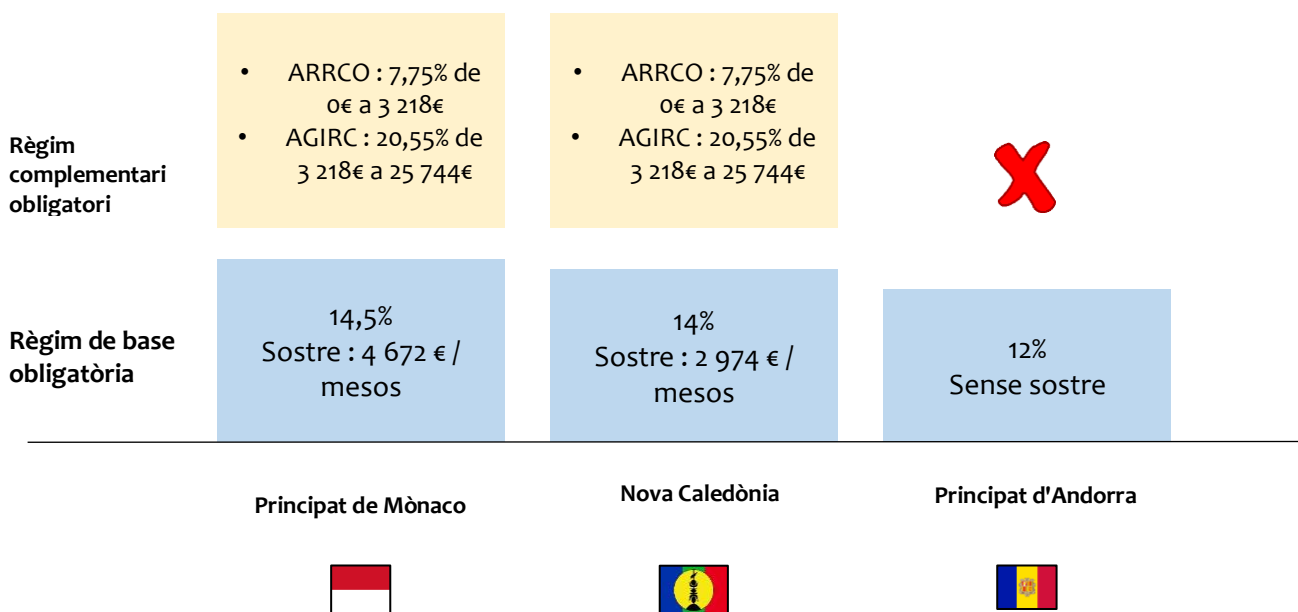 • ARRCO : 7,75% de
0€ a 3 218€
• AGIRC : 20,55% de
3 218€ a 25 744€
• ARRCO : 7,75% de
0€ a 3 218€
• AGIRC : 20,55% de
3 218€ a 25 744€
Règim
complementari
obligatori
14,5%
Sostre : 4 672 € /
mesos
14%
Sostre : 2 974 € /
mesos
12%
Sense sostre
Règim de base
obligatòria
Principat de Mònaco
Nova Caledònia
Principat d'Andorra